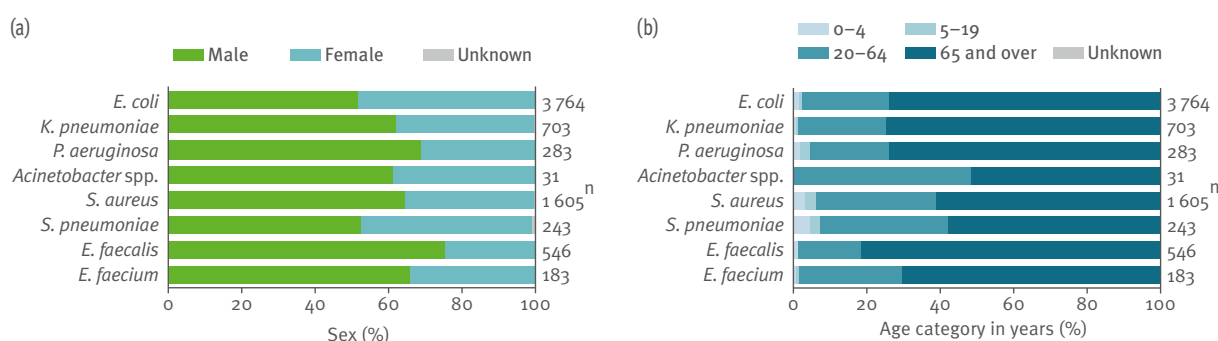 (a)
Male Female Unknown
E. coli 3 764
K. pneumoniae 703
P. aeruginosa 283
Acinetobacter spp. 31
S. aureus 1 605
n
S. pneumoniae 243
E. faecalis 546
E. faecium 183
0 20 40 60 80 100
Sex (%)
(b)
0–4 5–19
20–64 65 and over Unknown
E. coli 3 764
K. pneumoniae 703
P. aeruginosa 283
Acinetobacter spp. 31
S. aureus 1 605
n
S. pneumoniae 243
E. faecalis 546
E. faecium 183
0 20 40 60 80 100
Age category in years (%)